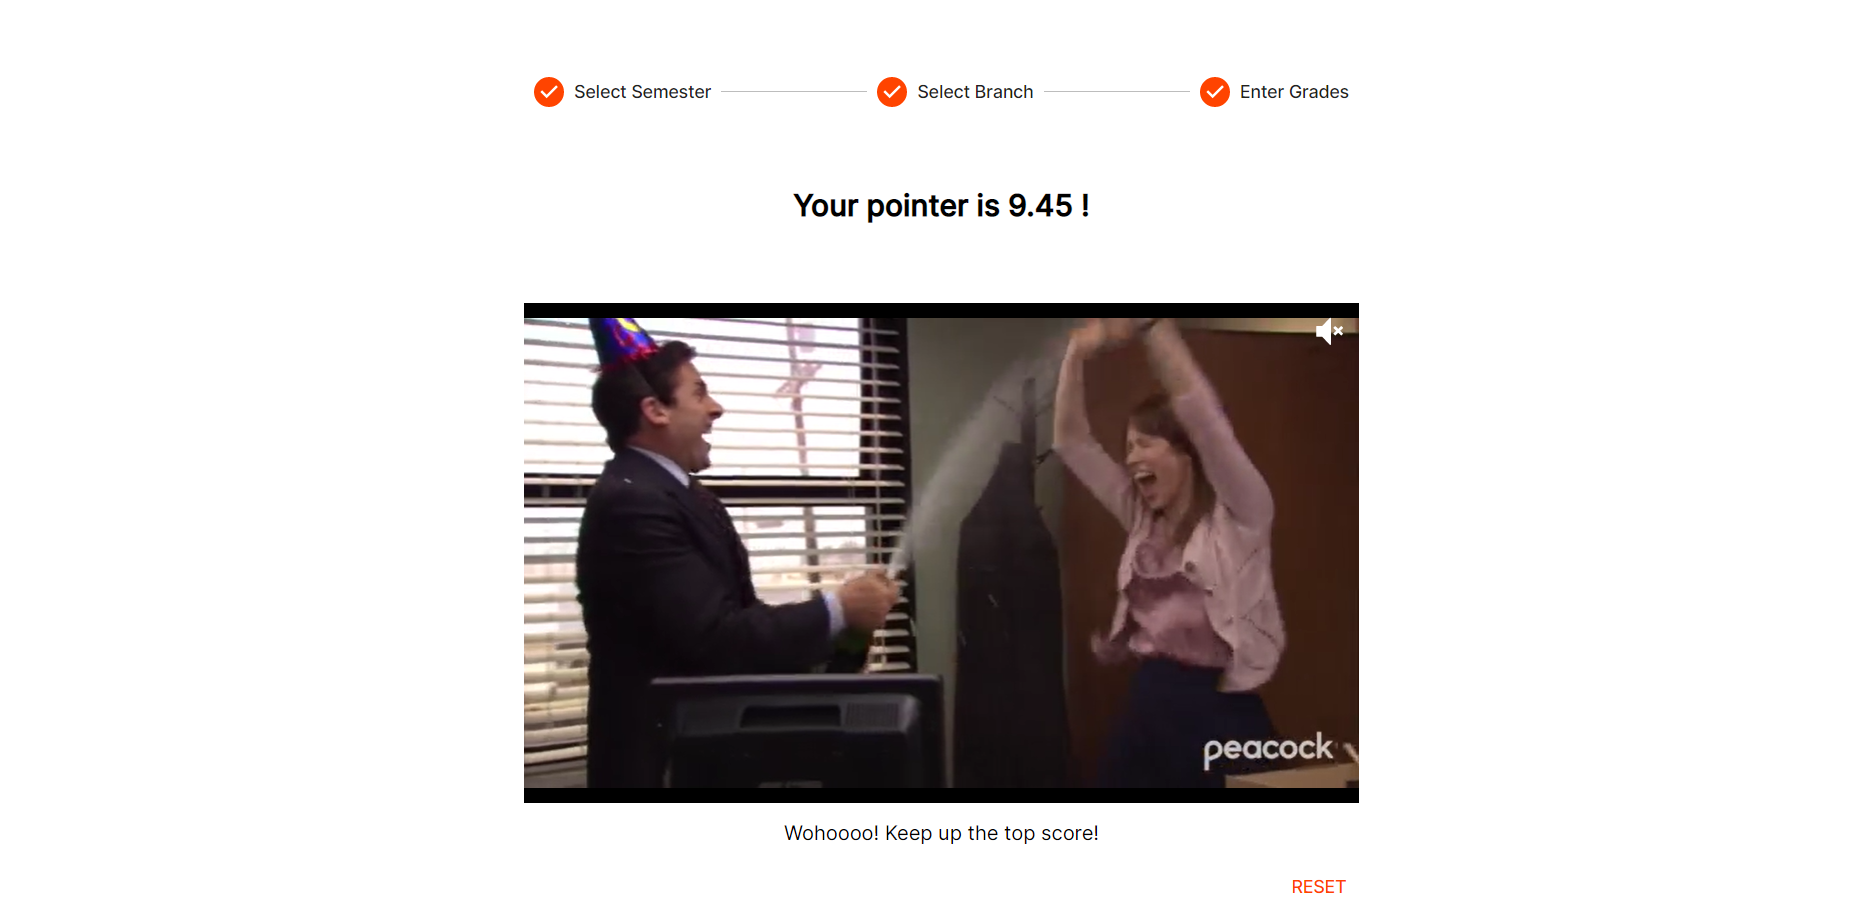 Select Semester
Select Branch
Enter Grades
Your pointer is 9.45 !
peacock
Wohoooo! Keep up the top score!
RESET